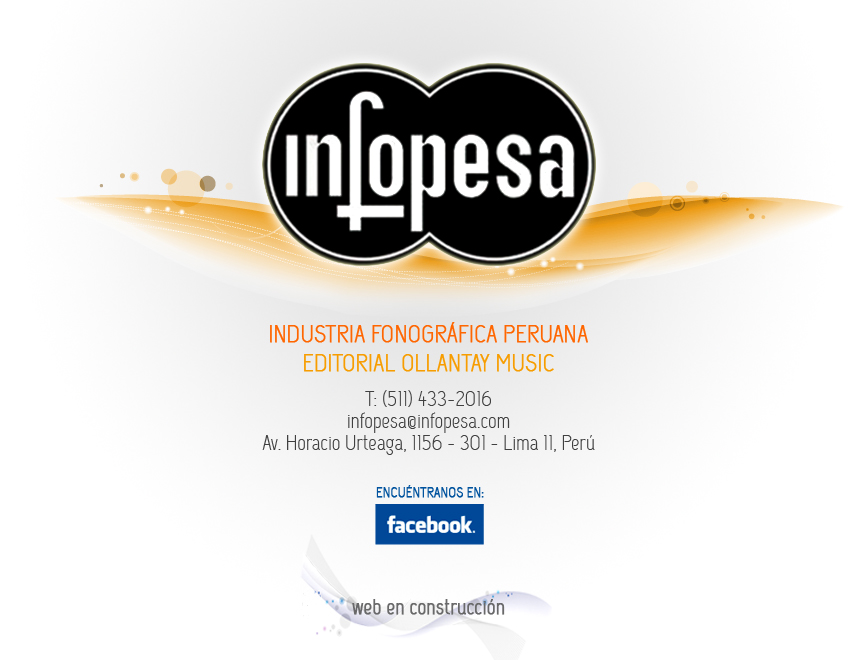 infopesa
INDUSTRIA FONOGRÁFICA PERUANA
EDITORIAL OLLANTAY MUSIC
T: (511) 433-2016
infopesa@infopesa.com
Av. Horacio Urteaga, 1156 - 301 - Lima 11, Perú
ENCUÉNTRANOS EN:
facebook.
web en construcción